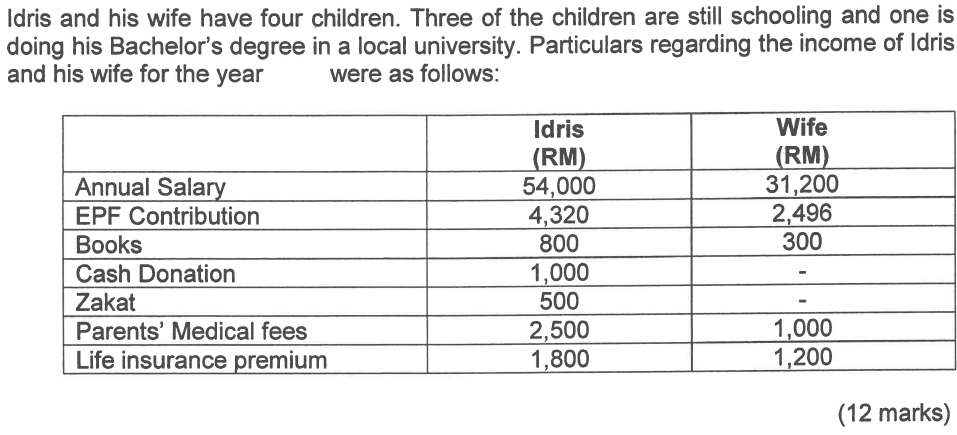 Idris and his wife have four children. Three of the children are still schooling and one is
doing his Bachelor's degree in a local university. Particulars regarding the income of Idris
and his wife for the year were as follows:
Idris (RM) Wife (RM)
Annual Salary 54,000 31,200
EPF Contribution 4,320 2,496
Books 800 300
Cash Donation 1,000 -
Zakat 500 -
Parents' Medical fees 2,500 1,000
Life insurance premium 1,800 1,200
(12 marks)